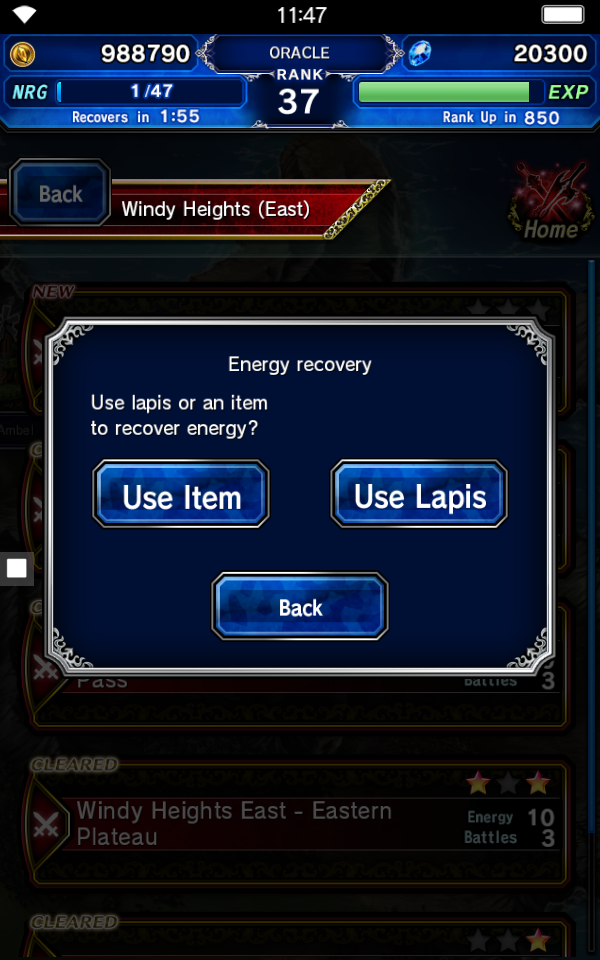 11:47
988790
ORACLE
20300
RANK
37
NRG
1/47
EXP
Recovers in 1:55
Rank Up in 850
Back
Windy Heights (East)
Home
NEW
Energy recovery
Use lapis or an item
to recover energy?
Use Item
Use Lapis
Back
Pass
Battles 3
CLEARED
Windy Heights East - Eastern
Plateau
Energy 10
Battles 3
CLEARED